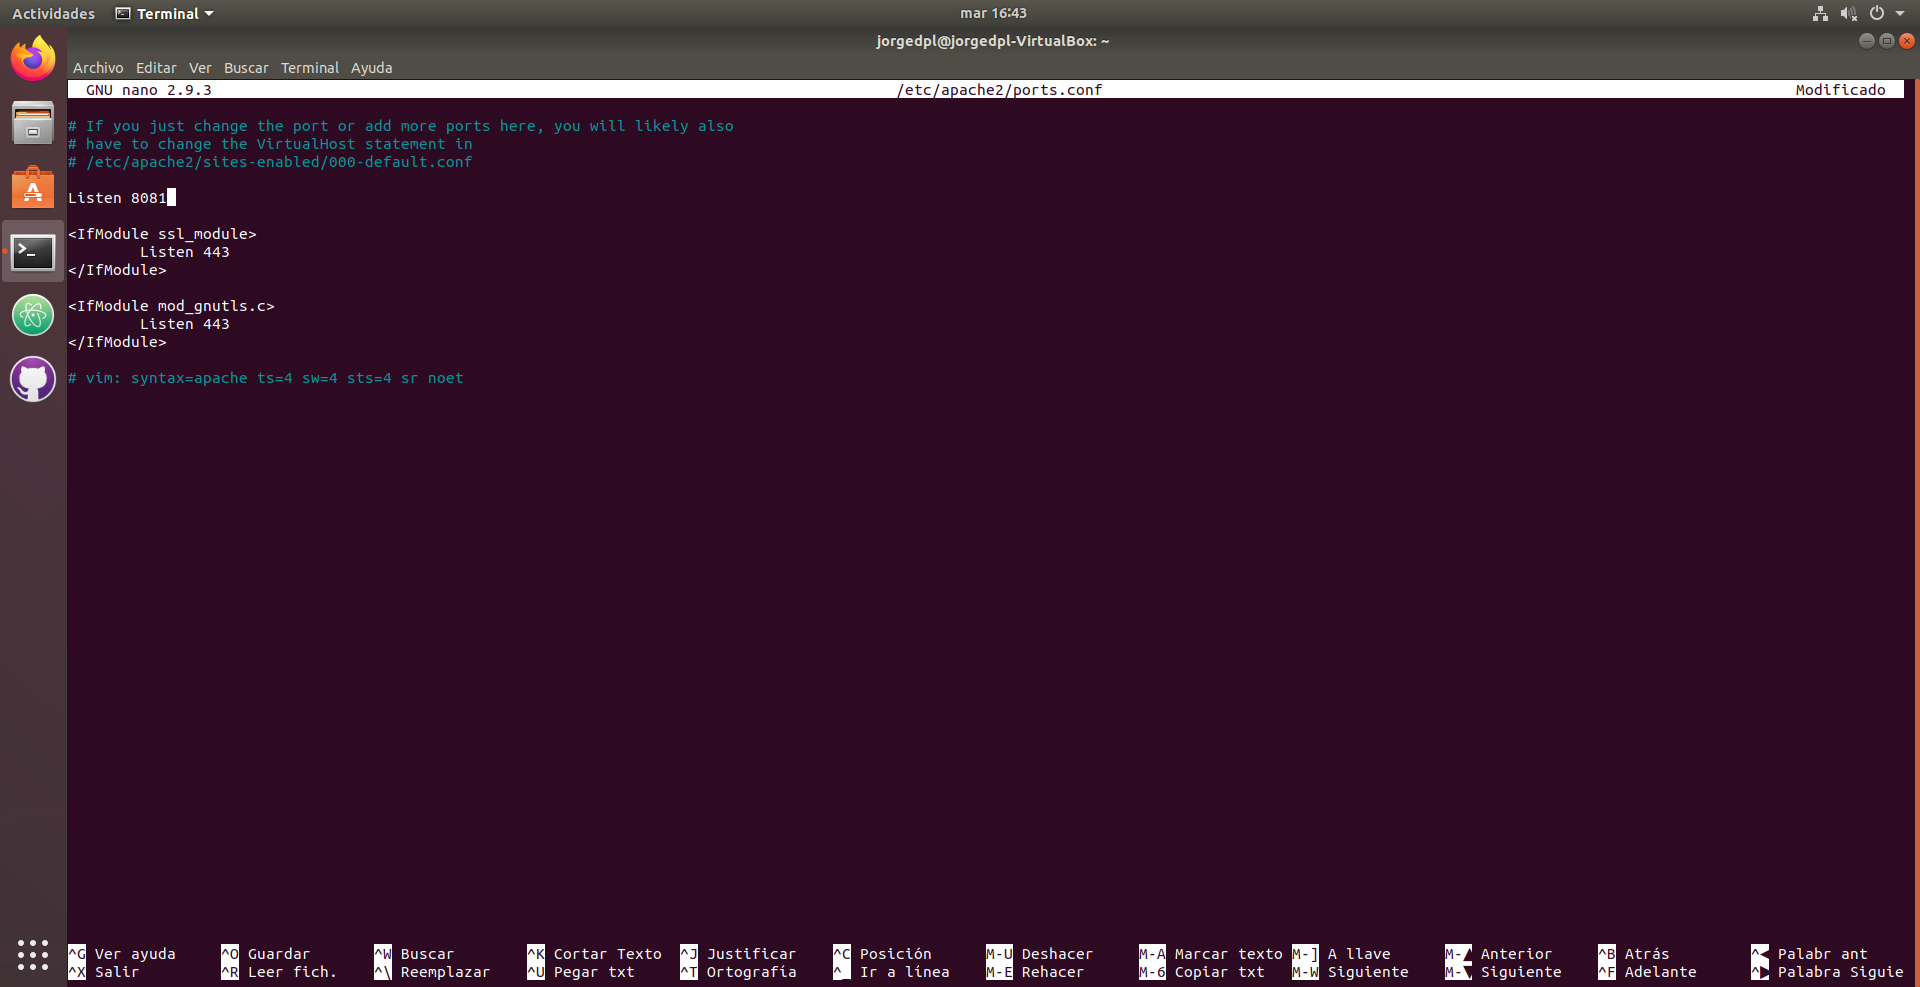 Actividades Terminal mar 16:43
jorgedpl@jorgedpl-VirtualBox: ~
Archivo Editar Ver Buscar Terminal Ayuda
GNU nano 2.9.3 /etc/apache2/ports.conf Modificado
# If you just change the port or add more ports here, you will likely also
# have to change the VirtualHost statement in
# /etc/apache2/sites-enabled/000-default.conf
Listen 8081
<IfModule ssl_module>
        Listen 443
</IfModule>
<IfModule mod_gnutls.c>
        Listen 443
</IfModule>
# vim: syntax=apache ts=4 sw=4 sts=4 sr noet
^G Ver ayuda ^O Guardar ^W Buscar ^K Cortar Texto ^J Justificar ^C Posición M-U Deshacer M-A Marcar texto M-] A llave M-▲ Anterior ^B Atrás ^◀ Palabr ant
^X Salir ^R Leer fich. ^\ Reemplazar ^U Pegar txt ^T Ortografía ^_ Ir a línea M-E Rehacer M-6 Copiar txt M-W Siguiente M-▼ Siguiente ^F Adelante ^▶ Palabra Siguie